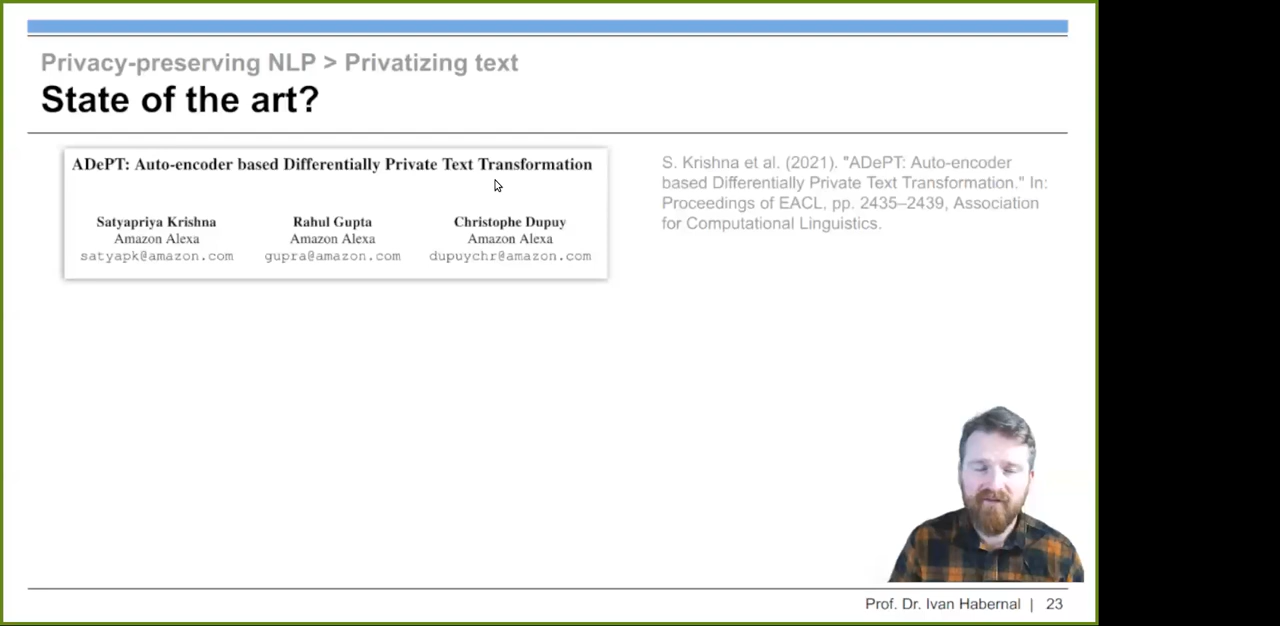 Privacy-preserving NLP > Privatizing text
State of the art?
ADePT: Auto-encoder based Differentially Private Text Transformation
Satyapriya Krishna
Amazon Alexa
satyapk@amazon.com
Rahul Gupta
Amazon Alexa
gupra@amazon.com
Christophe Dupuy
Amazon Alexa
dupuychr@amazon.com
S. Krishna et al. (2021). "ADePT: Auto-encoder
based Differentially Private Text Transformation." In:
Proceedings of EACL, pp. 2435–2439, Association
for Computational Linguistics.
Prof. Dr. Ivan Habernal | 23